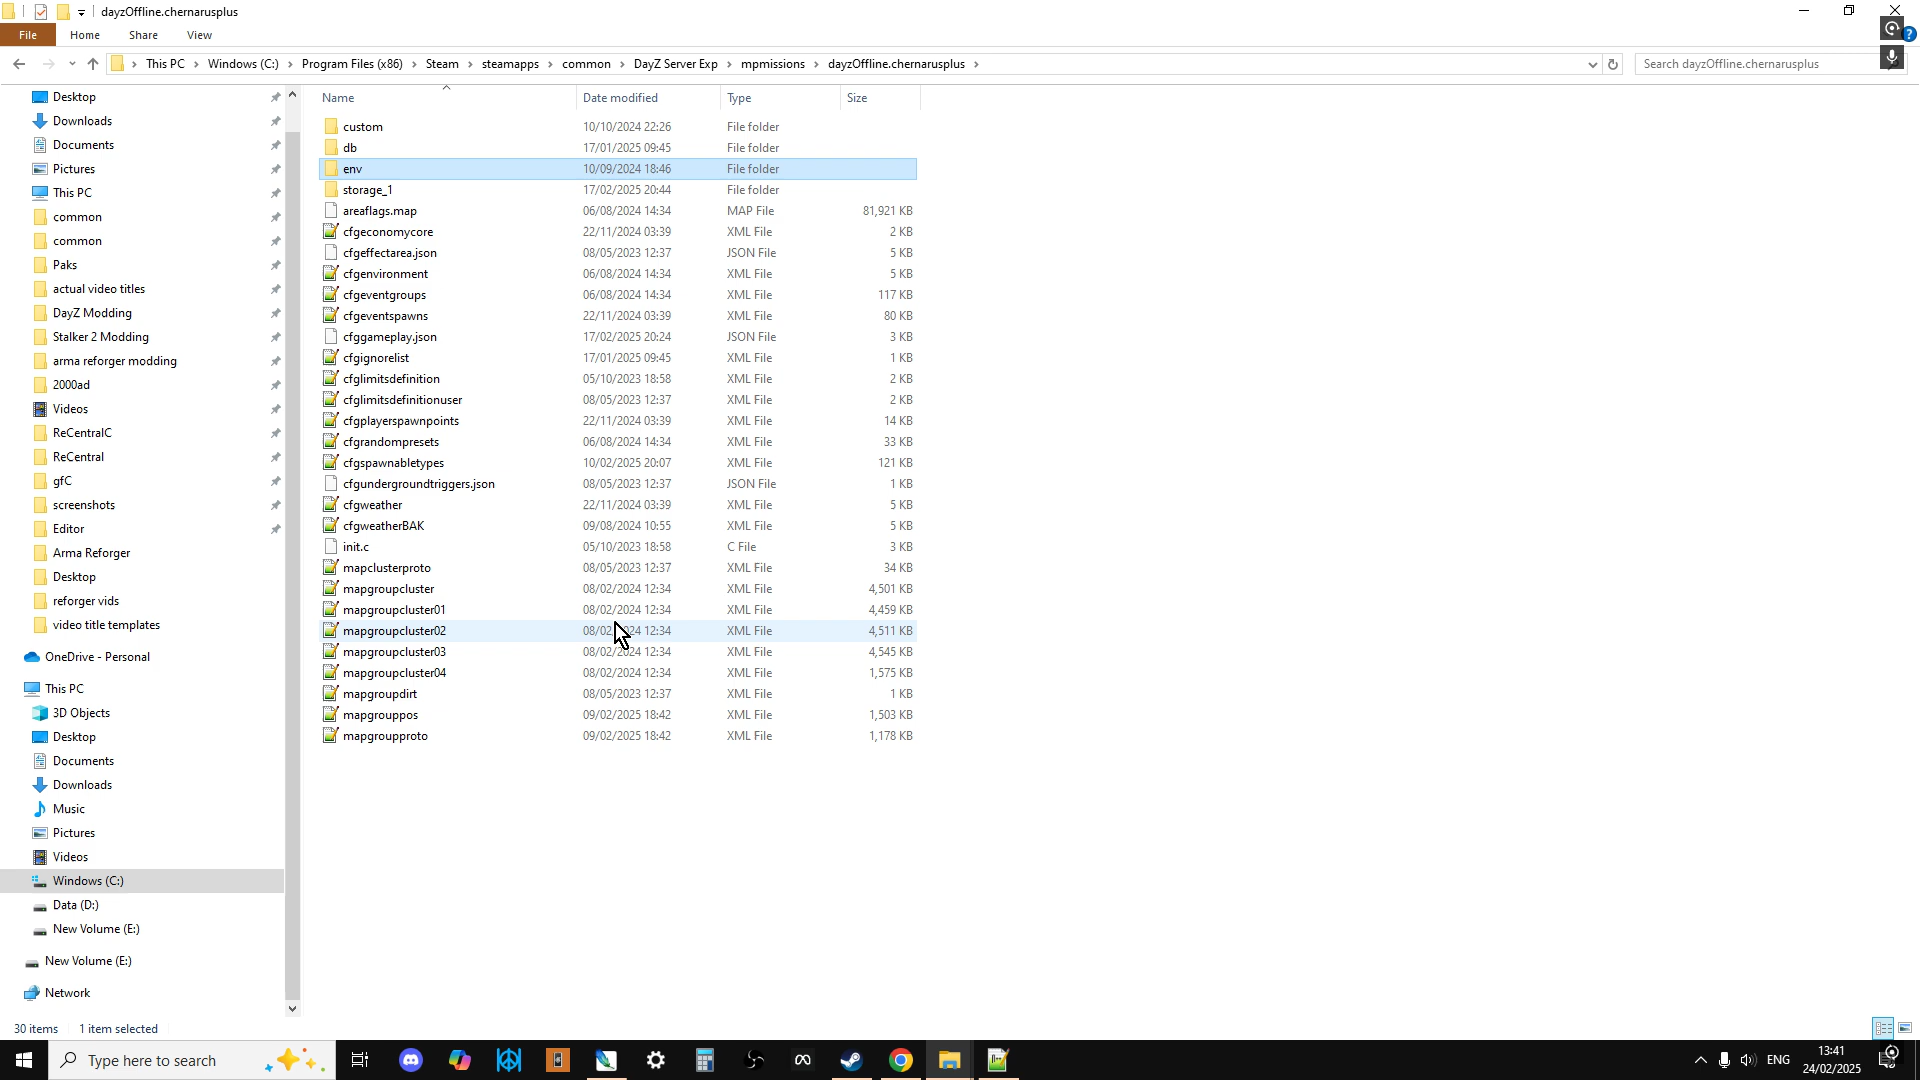 dayzOffline.chernarusplus
File Home Share View
This PC Windows (C:) Program Files (x86) Steam steamapps common DayZ Server Exp mpmissions dayzOffline.chernarusplus Search dayzOffline.chernarusplus
Desktop
Downloads
Documents
Pictures
This PC
common
common
Paks
actual video titles
DayZ Modding
Stalker 2 Modding
arma reforger modding
2000ad
Videos
ReCentralC
ReCentral
gfC
screenshots
Editor
Arma Reforger
Desktop
reforger vids
video title templates
OneDrive - Personal
This PC
3D Objects
Desktop
Documents
Downloads
Music
Pictures
Videos
Windows (C:)
Data (D:)
New Volume (E:)
New Volume (E:)
Network
Name Date modified Type Size
custom 10/10/2024 22:26 File folder
db 17/01/2025 09:45 File folder
env 10/09/2024 18:46 File folder
storage_1 17/02/2025 20:44 File folder
areaflags.map 06/08/2024 14:34 MAP File 81,921 KB
cfgeconomycore 22/11/2024 03:39 XML File 2 KB
cfgeffectarea.json 08/05/2023 12:37 JSON File 5 KB
cfgenvironment 06/08/2024 14:34 XML File 5 KB
cfgeventgroups 06/08/2024 14:34 XML File 117 KB
cfgeventspawns 22/11/2024 03:39 XML File 80 KB
cfggameplay.json 17/02/2025 20:24 JSON File 3 KB
cfgignorelist 17/01/2025 09:45 XML File 1 KB
cfglimitsdefinition 05/10/2023 18:58 XML File 2 KB
cfglimitsdefinitionuser 08/05/2023 12:37 XML File 2 KB
cfgplayerspawnpoints 22/11/2024 03:39 XML File 14 KB
cfgrandompresets 06/08/2024 14:34 XML File 33 KB
cfgspawnabletypes 10/02/2025 20:07 XML File 121 KB
cfgundergroundtriggers.json 08/05/2023 12:37 JSON File 1 KB
cfgweather 22/11/2024 03:39 XML File 5 KB
cfgweatherBAK 09/08/2024 10:55 XML File 5 KB
init.c 05/10/2023 18:58 C File 3 KB
mapclusterproto 08/05/2023 12:37 XML File 34 KB
mapgroupcluster 08/02/2024 12:34 XML File 4,501 KB
mapgroupcluster01 08/02/2024 12:34 XML File 4,459 KB
mapgroupcluster02 08/02/2024 12:34 XML File 4,511 KB
mapgroupcluster03 08/02/2024 12:34 XML File 4,545 KB
mapgroupcluster04 08/02/2024 12:34 XML File 1,575 KB
mapgroupdirt 08/05/2023 12:37 XML File 1 KB
mapgrouppos 09/02/2025 18:42 XML File 1,503 KB
mapgroupproto 09/02/2025 18:42 XML File 1,178 KB
30 items 1 item selected
Type here to search
ENG
13:41
24/02/2025